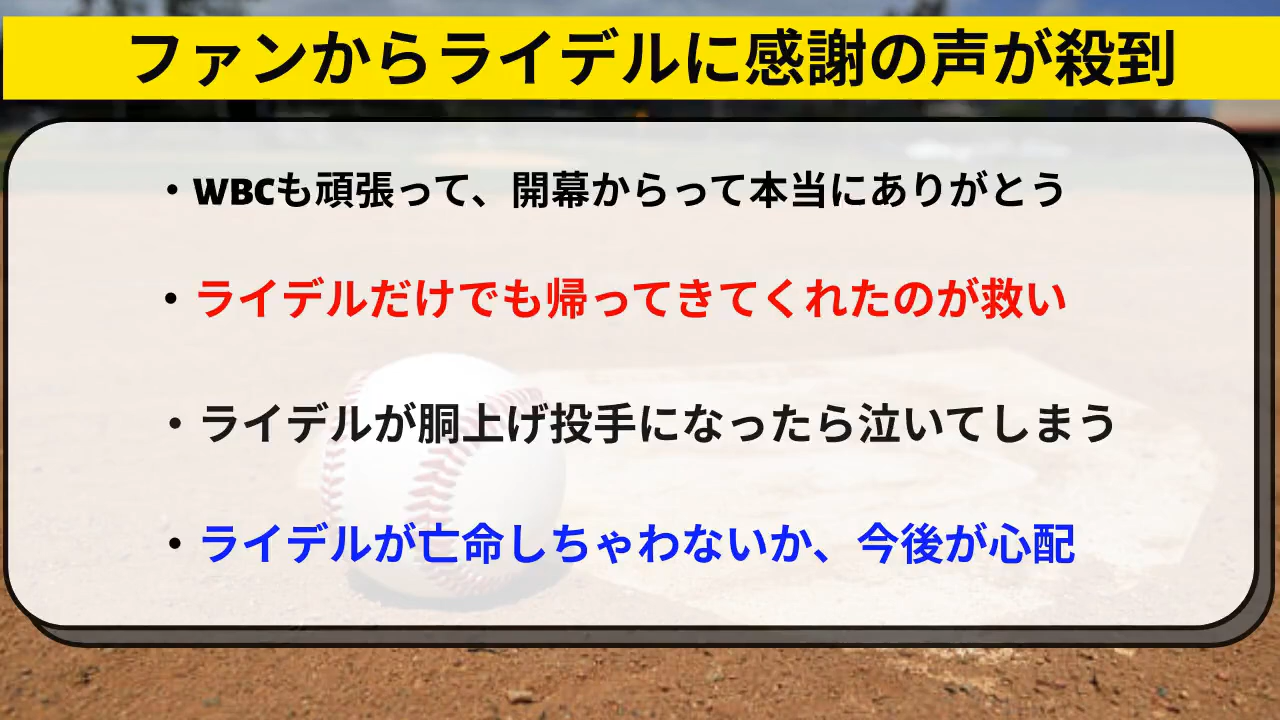 ファンからライデルに感謝の声が殺到
・WBCも頑張って、開幕からって本当にありがとう
・ライデルだけでも帰ってきてくれたのが救い
・ライデルが胴上げ投手になったら泣いてしまう
・ライデルが亡命しちゃわないか、今後が心配